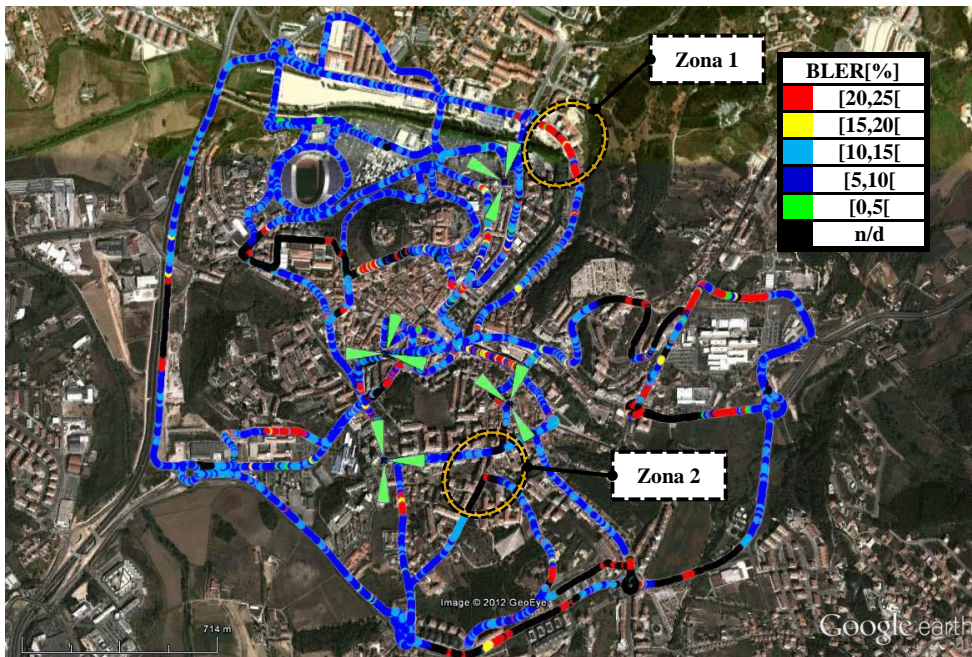 Zona 1
BLER[%]
[20,25[
[15,20[
[10,15[
[5,10[
[0,5[
n/d
Zona 2
Image © 2012 GeoEye
714 m
Google earth